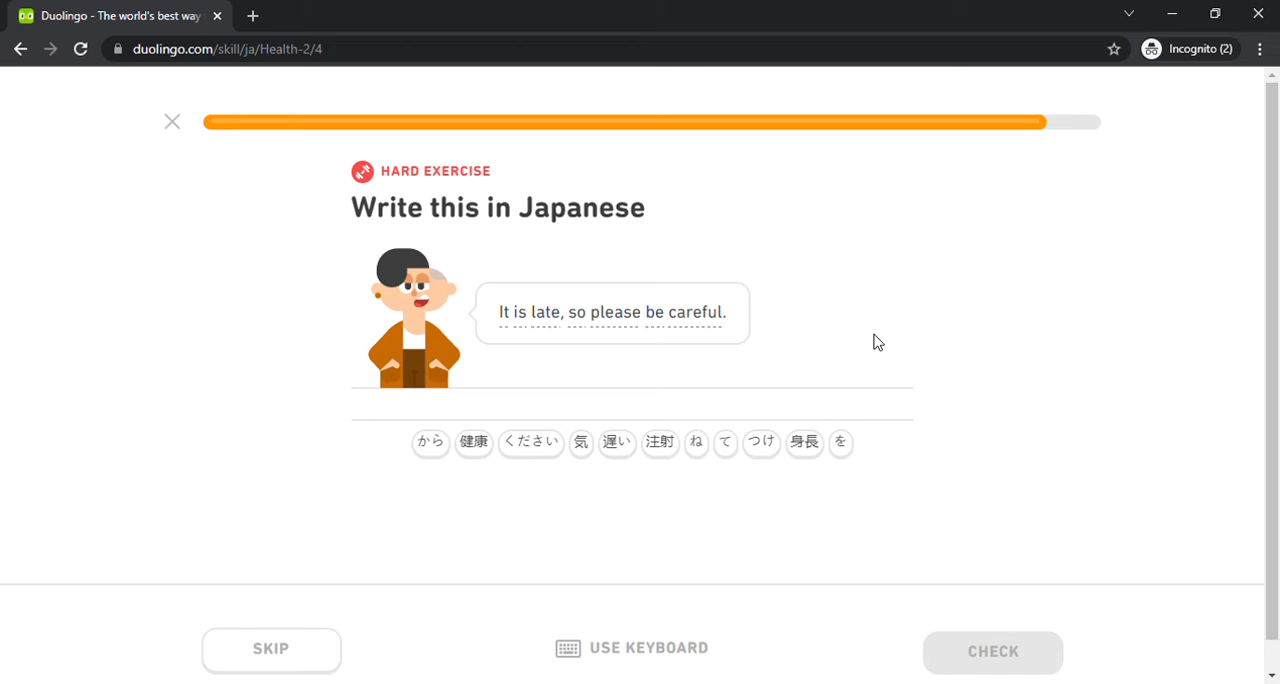 Duolingo - The world's best way
duolingo.com/skill/ja/Health-2/4
Incognito (2)
HARD EXERCISE
Write this in Japanese
It is late, so please be careful.
から 健康 ください 気 遅い 注射 ね て つけ 身長 を
SKIP
USE KEYBOARD
CHECK